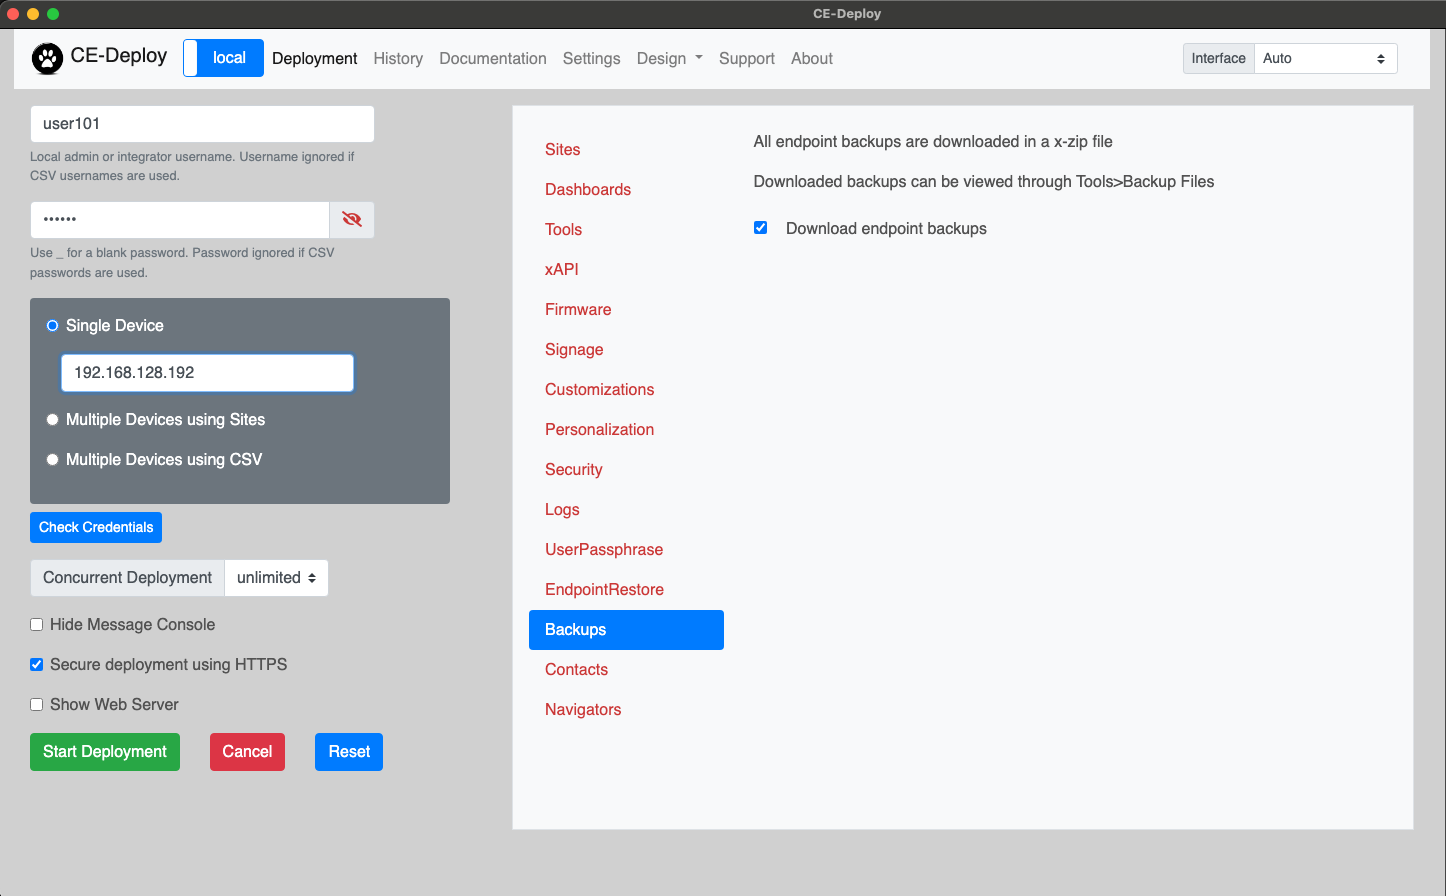 CE-Deploy
CE-Deploy
local
Deployment
History
Documentation
Settings
Design
Support
About
Interface
Auto
user101
Local admin or integrator username. Username ignored if
CSV usernames are used.
••••••
Use _ for a blank password. Password ignored if CSV
passwords are used.
Single Device
192.168.128.192
Multiple Devices using Sites
Multiple Devices using CSV
Check Credentials
Concurrent Deployment
unlimited
Hide Message Console
Secure deployment using HTTPS
Show Web Server
Start Deployment
Cancel
Reset
Sites
Dashboards
Tools
xAPI
Firmware
Signage
Customizations
Personalization
Security
Logs
UserPassphrase
EndpointRestore
Backups
Contacts
Navigators
All endpoint backups are downloaded in a x-zip file
Downloaded backups can be viewed through Tools>Backup Files
Download endpoint backups